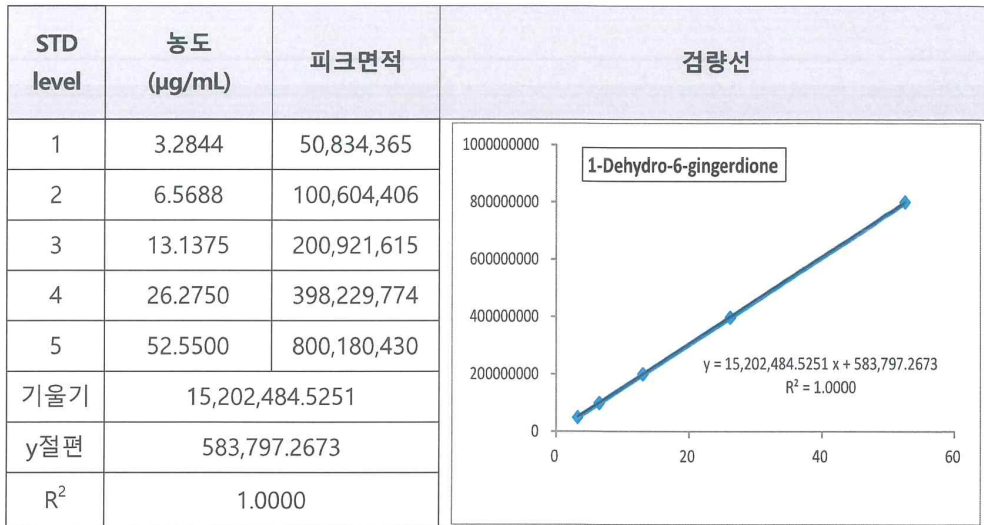 STD level 농도 (μg/mL) 피크면적 검량선
1 3.2844 50,834,365
2 6.5688 100,604,406
3 13.1375 200,921,615
4 26.2750 398,229,774
5 52.5500 800,180,430
기울기 15,202,484.5251
y절편 583,797.2673
R² 1.0000
1-Dehydro-6-gingerdione
1000000000
800000000
600000000
400000000
200000000
0
y = 15,202,484.5251 x + 583,797.2673
R² = 1.0000
0 20 40 60